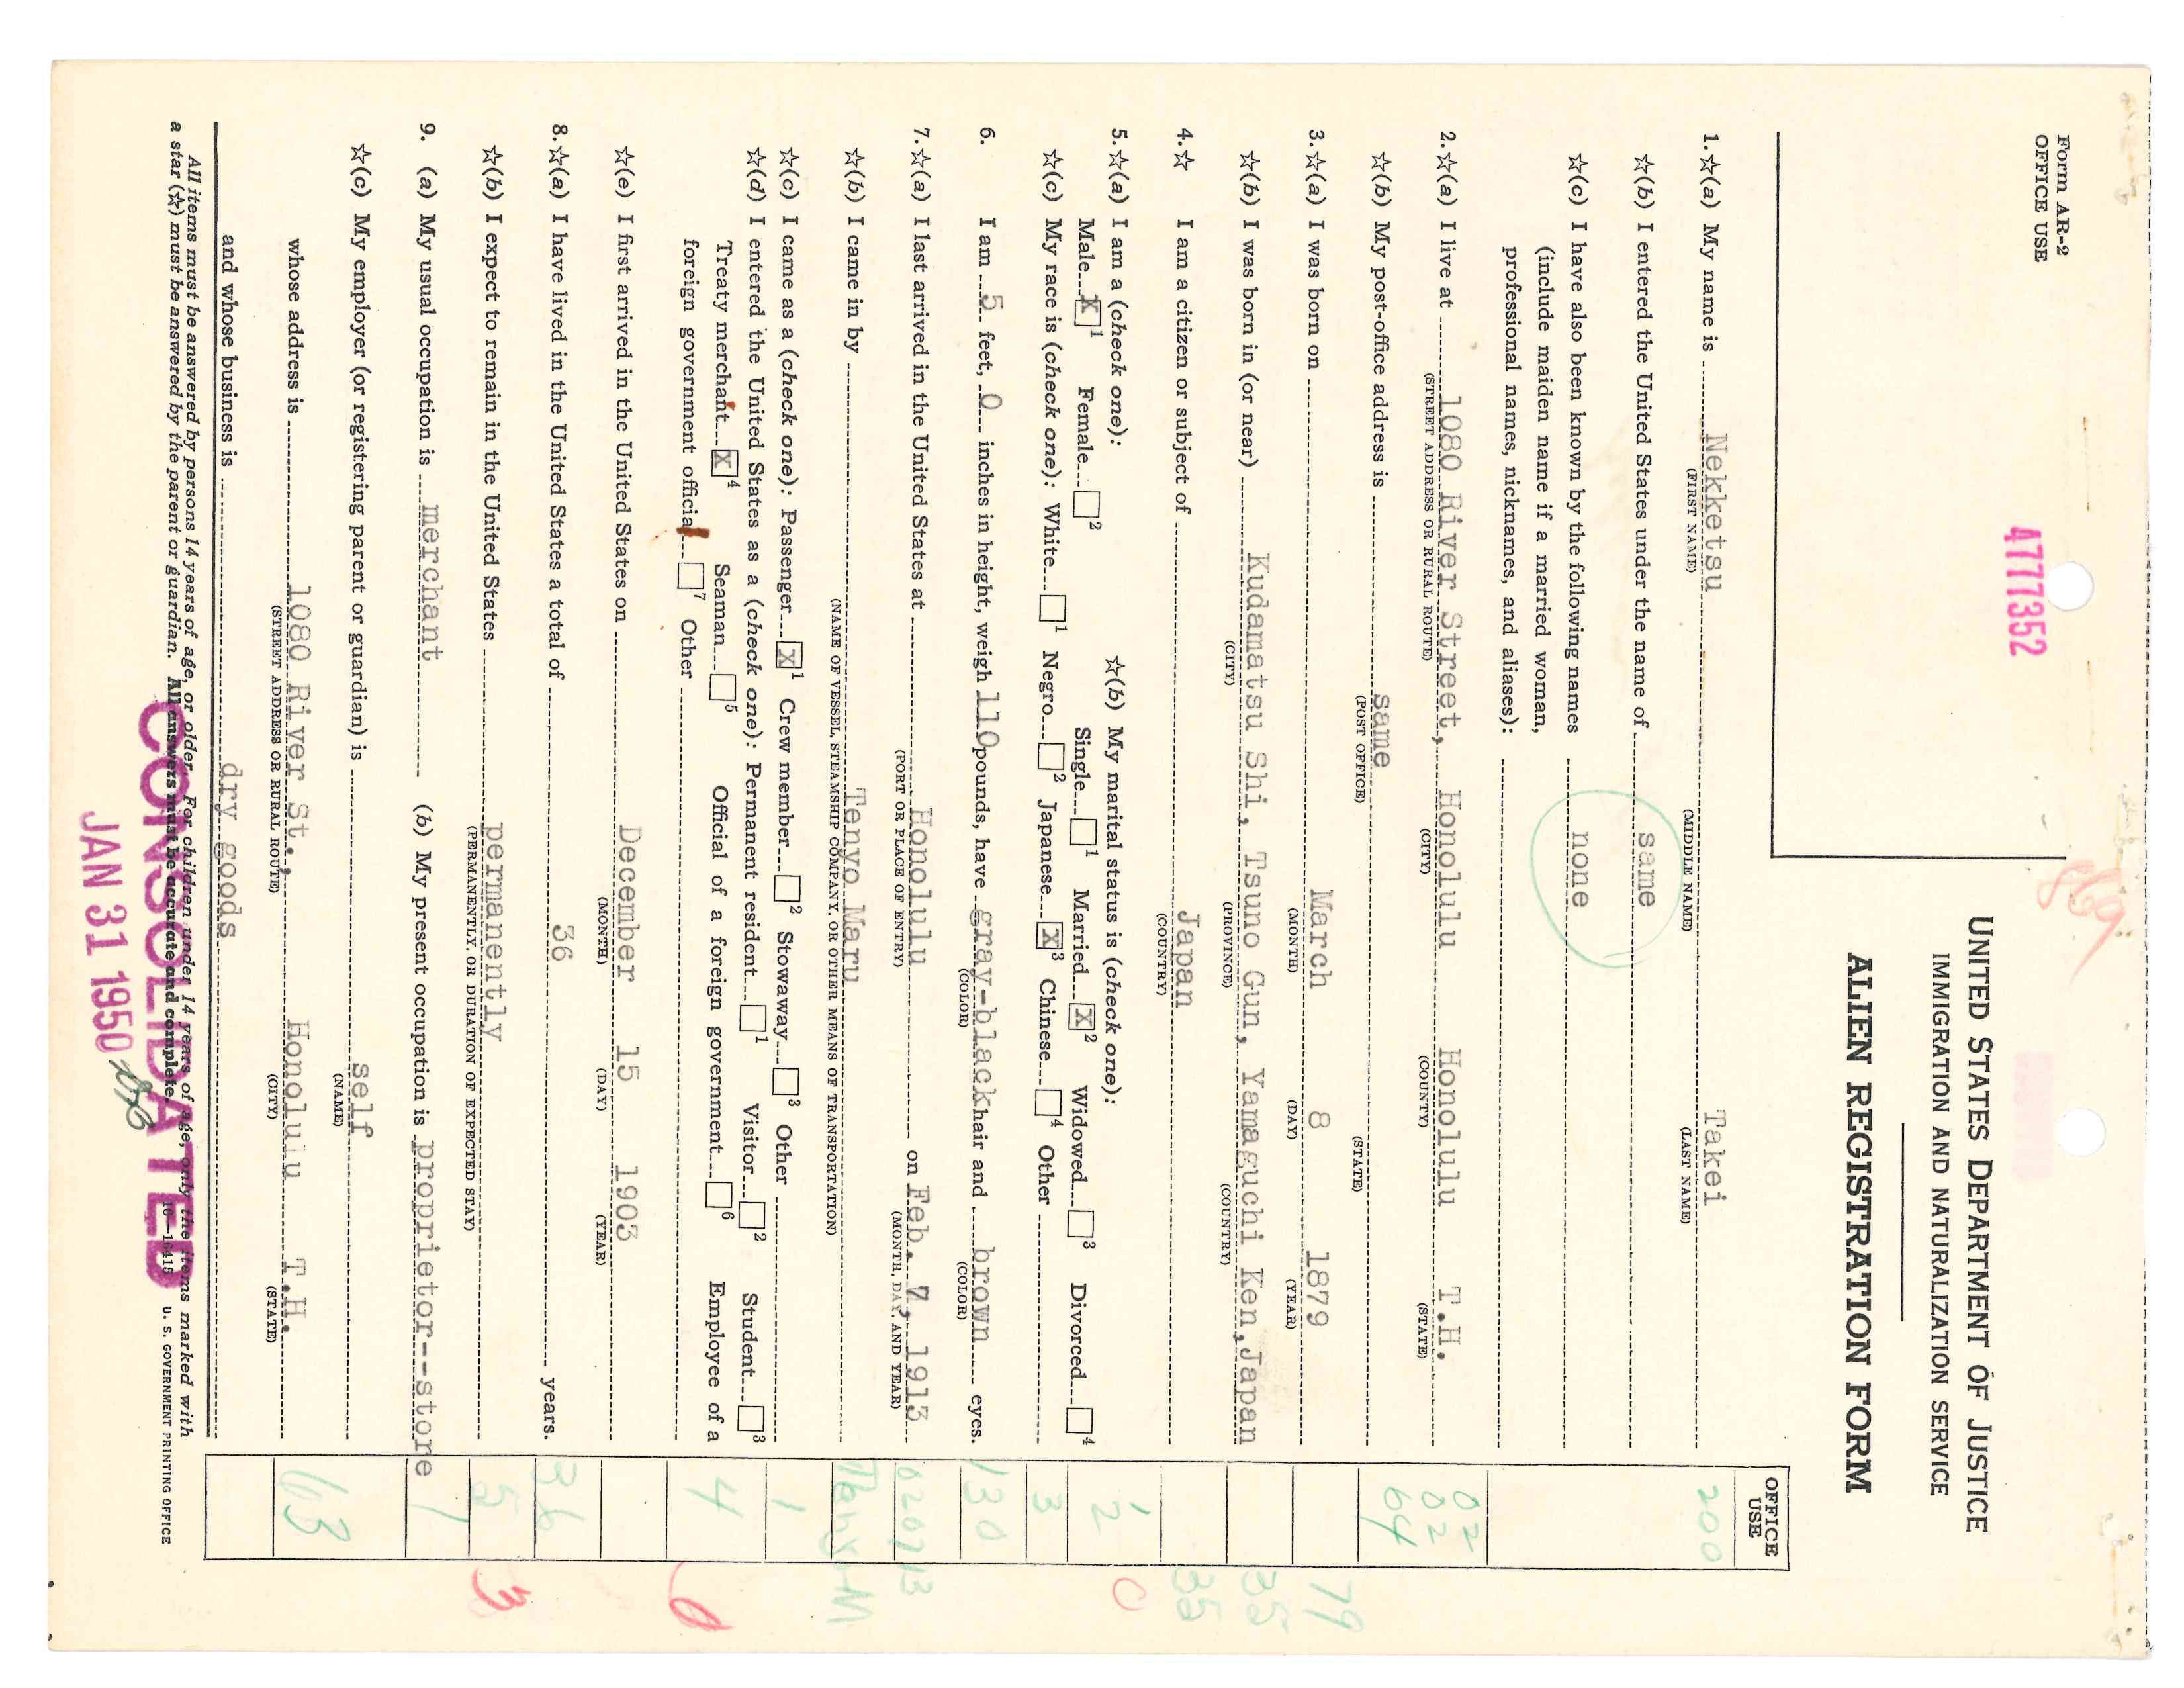 869
Form AR-2
OFFICE USE
4777352
UNITED STATES DEPARTMENT OF JUSTICE
IMMIGRATION AND NATURALIZATION SERVICE
ALIEN REGISTRATION FORM
OFFICE
USE
1. ☆(a) My name is Nekketsu Takei 200
(FIRST NAME) (MIDDLE NAME) (LAST NAME)
☆(b) I entered the United States under the name of same
☆(c) I have also been known by the following names none
(include maiden name if a married woman,
professional names, nicknames, and aliases):
2. ☆(a) I live at 1080 River Street, Honolulu Honolulu T.H. 02 02
(STREET ADDRESS OR RURAL ROUTE) (CITY) (COUNTY) (STATE)
☆(b) My post-office address is same 64
(POST OFFICE) (STATE)
3. ☆(a) I was born on March 8 1879 79
(MONTH) (DAY) (YEAR)
☆(b) I was born in (or near) Kudamatsu Shi, Tsuno Gun, Yamaguchi Ken, Japan 35
(CITY) (PROVINCE) (COUNTRY)
4. ☆ I am a citizen or subject of Japan 35
(COUNTRY)
5. ☆(a) I am a (check one): ☆(b) My marital status is (check one): 1 0
Male X 1 Female 2 Single 1 Married X 2 Widowed 3 Divorced 4 2
☆(c) My race is (check one): White 1 Negro 2 Japanese X 3 Chinese 4 Other 3
6. I am 5 feet, 0 inches in height, weigh 110 pounds, have gray-black hair and brown eyes. 130
(COLOR) (COLOR)
7. ☆(a) I last arrived in the United States at Honolulu on Feb. 7, 1913 020713
(PORT OR PLACE OF ENTRY) (MONTH, DAY, AND YEAR)
☆(b) I came in by Tenyo Maru Tenyo M
(NAME OF VESSEL, STEAMSHIP COMPANY, OR OTHER MEANS OF TRANSPORTATION)
☆(c) I came as a (check one): Passenger X 1 Crew member 2 Stowaway 3 Other 1
☆(d) I entered the United States as a (check one): Permanent resident 1 Visitor 2 Student 3
Treaty merchant X 4 Seaman 5 Official of a foreign government 6 Employee of a 4 0
foreign government official 7 Other
☆(e) I first arrived in the United States on December 15 1903
(MONTH) (DAY) (YEAR)
8. ☆(a) I have lived in the United States a total of 36 years. 36
☆(b) I expect to remain in the United States permanently 5 3
(PERMANENTLY, OR DURATION OF EXPECTED STAY)
9. (a) My usual occupation is merchant (b) My present occupation is proprietor--store 1
☆(c) My employer (or registering parent or guardian) is self
(NAME)
whose address is 1080 River St., Honolulu T.H. 63
(STREET ADDRESS OR RURAL ROUTE) (CITY) (STATE)
and whose business is dry goods
All items must be answered by persons 14 years of age, or older. For children under 14 years of age, only the items marked with
a star (☆) must be answered by the parent or guardian. All answers must be accurate and complete.
16—16415 U. S. GOVERNMENT PRINTING OFFICE
CONSOLIDATED
JAN 31 1950